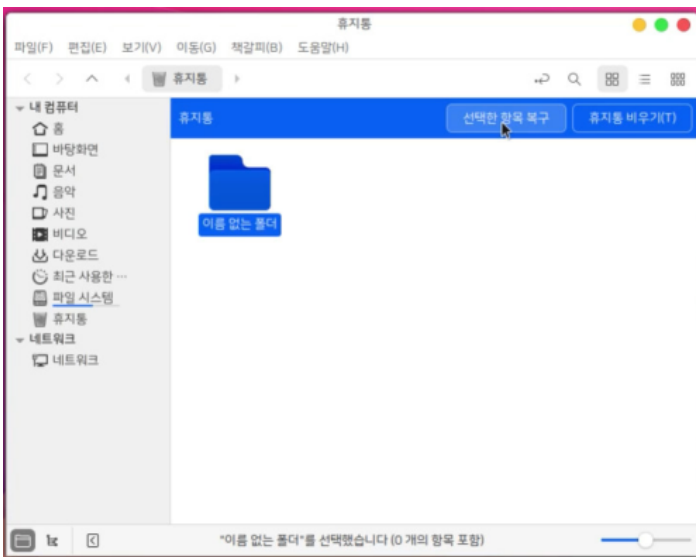 휴지통
파일(F) 편집(E) 보기(V) 이동(G) 책갈피(B) 도움말(H)
휴지통
내 컴퓨터
홈
바탕화면
문서
음악
사진
비디오
다운로드
최근 사용한 …
파일 시스템
휴지통
네트워크
네트워크
휴지통 선택한 항목 복구 휴지통 비우기(T)
이름 없는 폴더
"이름 없는 폴더"를 선택했습니다 (0 개의 항목 포함)